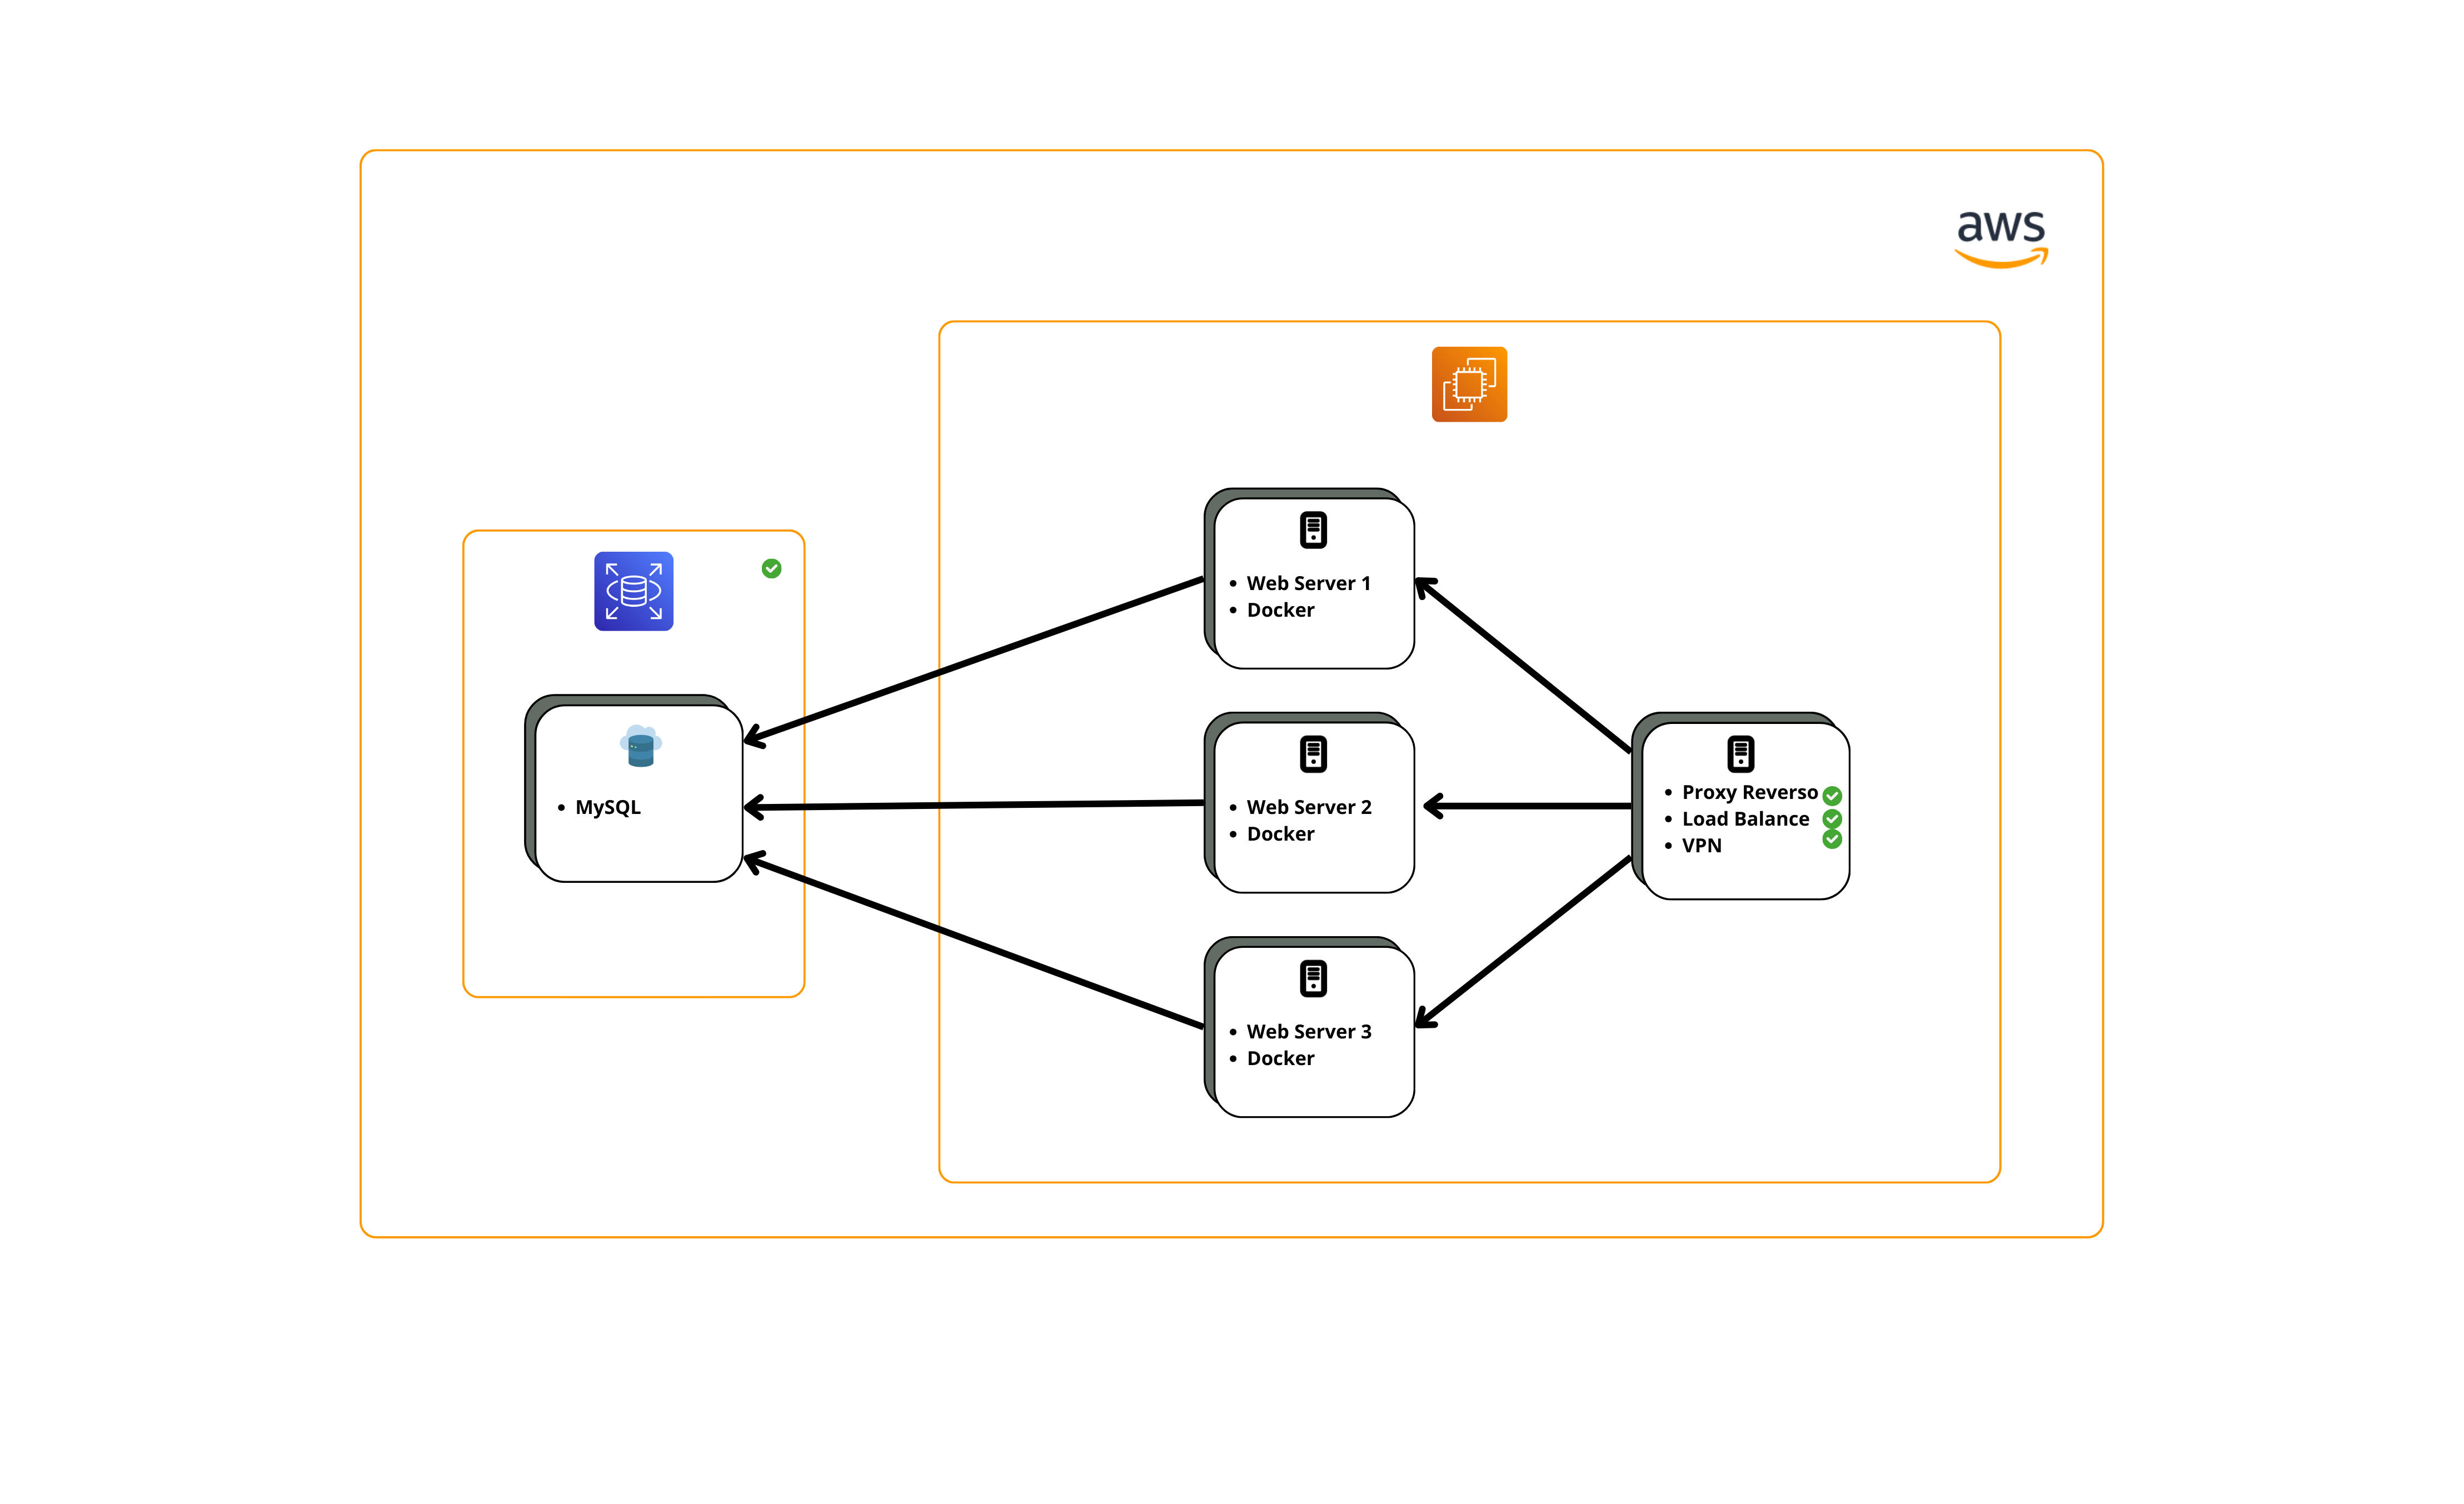 aws
Web Server 1
Docker
MySQL
Web Server 2
Docker
Proxy Reverso
Load Balance
VPN
Web Server 3
Docker